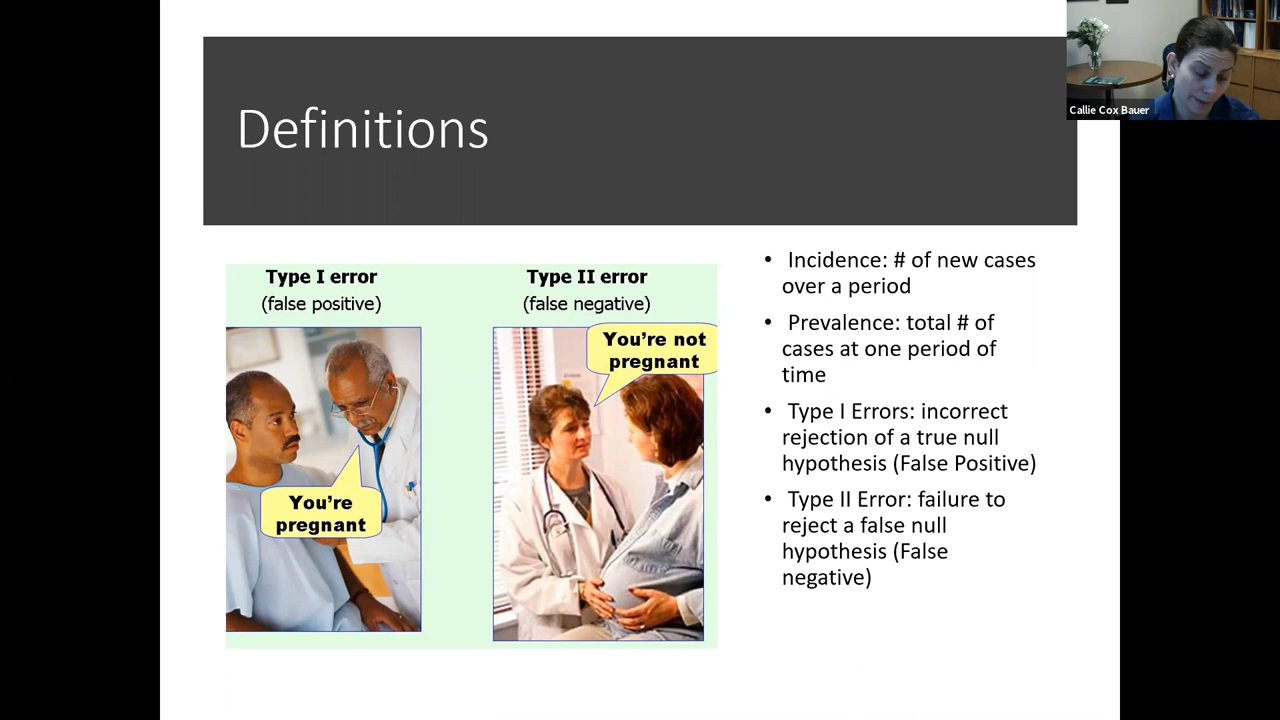 Callie Cox Bauer
Definitions
Type I error
(false positive)
You're
pregnant
Type II error
(false negative)
You're not
pregnant
• Incidence: # of new cases
over a period
• Prevalence: total # of
cases at one period of
time
• Type I Errors: incorrect
rejection of a true null
hypothesis (False Positive)
• Type II Error: failure to
reject a false null
hypothesis (False
negative)